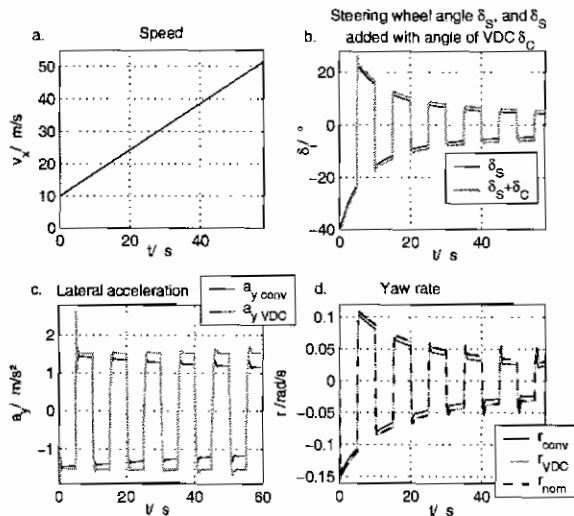 a. Speed
50
40
30
20
10
0
v_x/ m/s
0 20 40
t/ s
Steering wheel angle δ_S, and δ_S
added with angle of VDC δ_C
b.
20
0
-20
-40
δ_i/ °
δ_S
δ_S+δ_C
0 20 40
t/ s
c. Lateral acceleration
a_y conv
a_y VDC
2
1
0
-1
a_y/ m/s²
0 20 40 60
t/ s
d. Yaw rate
0.1
0.05
0
-0.05
-0.1
-0.15
r/rad/s
r_conv
r_VDC
r_nom
0 20 40
t/ s